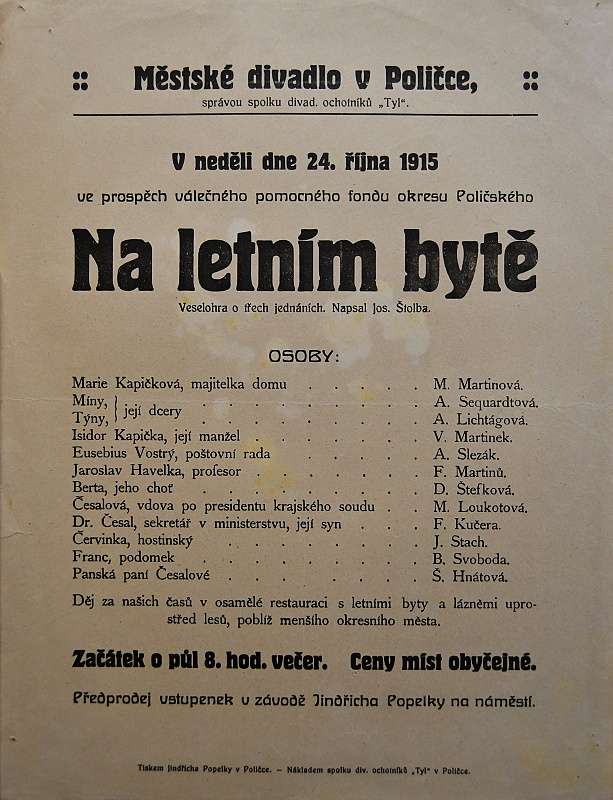 Městské divadlo v Poličce,
správou spolku divad. ochotníků „Tyl“.
V neděli dne 24. října 1915
ve prospěch válečného pomocného fondu okresu Poličského
Na letním bytě
Veselohra o třech jednáních. Napsal Jos. Štolba.
OSOBY:
Marie Kapičková, majitelka domu . . . . . M. Martinová.
Míny, . . . . . . . . . A. Sequardtová.
její dcery
Týny, . . . . . . . . . A. Lichtágová.
Isidor Kapička, její manžel . . . . . . . V. Martinek.
Eusebius Vostrý, poštovní rada . . . . . . A. Slezák.
Jaroslav Havelka, profesor . . . . . . . F. Martinů.
Berta, jeho choť . . . . . . . . . D. Štefková.
Česalová, vdova po presidentu krajského soudu . . M. Loukotová.
Dr. Česal, sekretář v ministerstvu, její syn . . . F. Kučera.
Červinka, hostinský . . . . . . . . J. Stach.
Franc, podomek . . . . . . . . . B. Svoboda.
Panská paní Česalové . . . . . . . . Š. Hnátová.
Děj za našich časů v osamělé restauraci s letními byty a lázněmi upro-
střed lesů, poblíž menšího okresního města.
Začátek o půl 8. hod. večer. Ceny míst obyčejné.
Předprodej vstupenek v závodě Jindřicha Popelky na náměstí.
Tiskem Jindřicha Popelky v Poličce. — Nákladem spolku div. ochotníků „Tyl“ v Poličce.